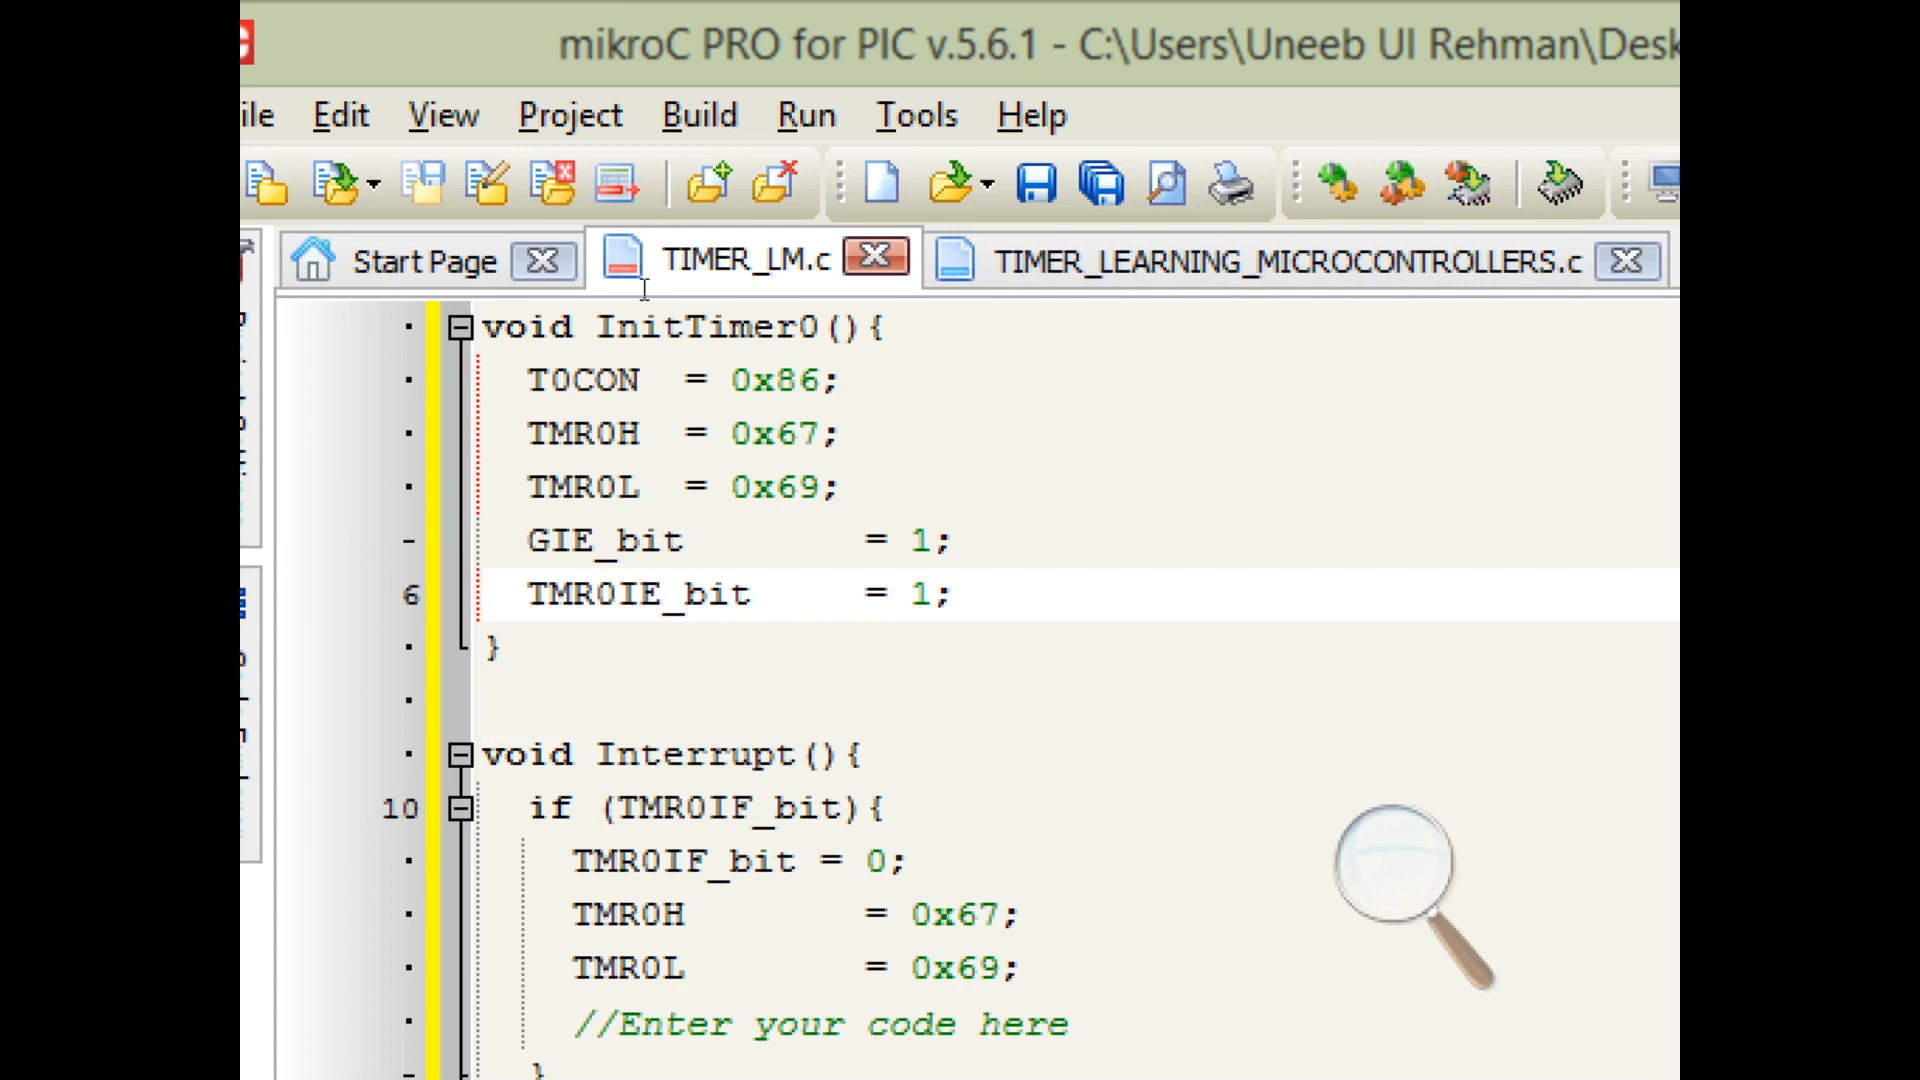 mikroC PRO for PIC v.5.6.1 - C:\Users\Uneeb UI Rehman\Desk
ile Edit View Project Build Run Tools Help
Start Page TIMER_LM.c TIMER_LEARNING_MICROCONTROLLERS.c
void InitTimer0(){
T0CON = 0x86;
TMR0H = 0x67;
TMR0L = 0x69;
GIE_bit = 1;
6 TMR0IE_bit = 1;
}
void Interrupt(){
10 if (TMR0IF_bit){
TMR0IF_bit = 0;
TMR0H = 0x67;
TMR0L = 0x69;
//Enter your code here
}